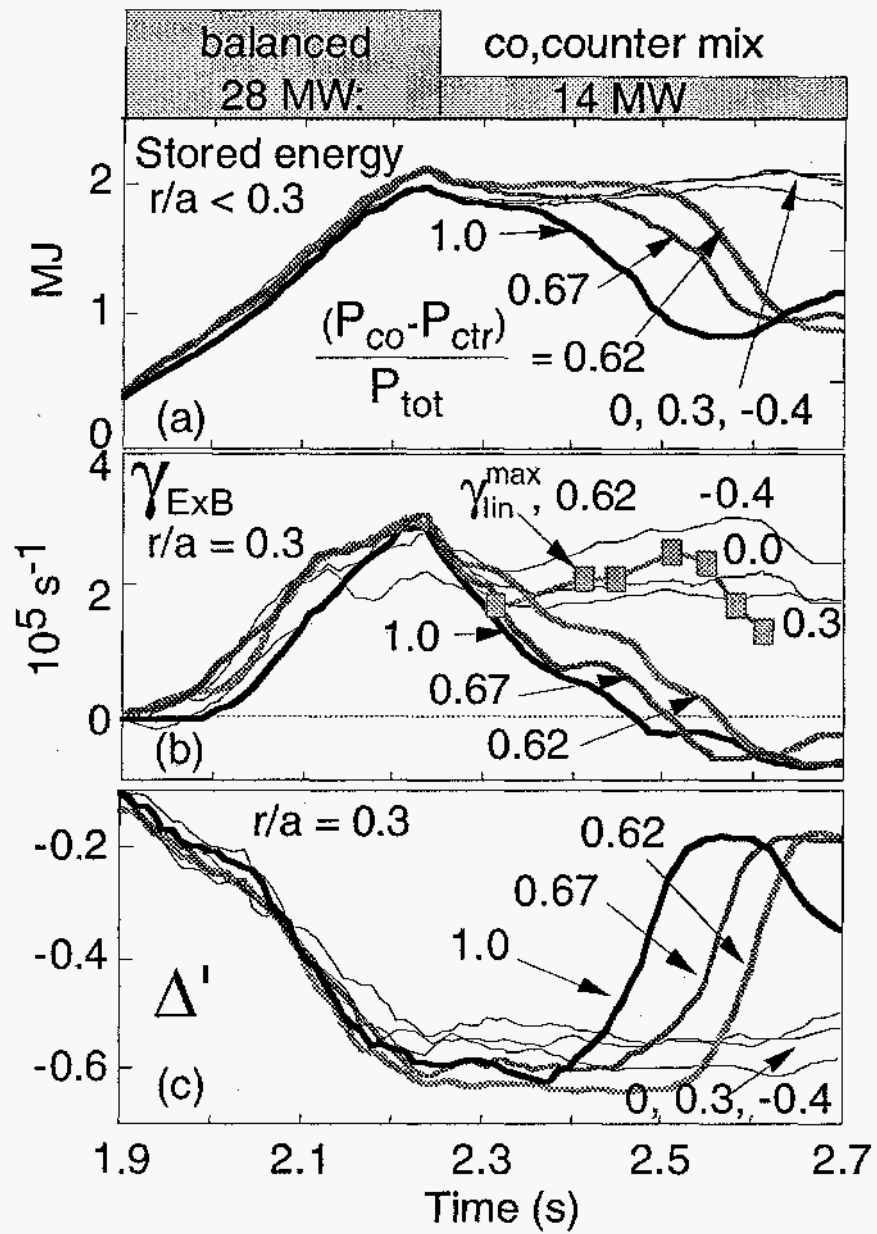 balanced
co,counter mix
28 MW:
14 MW
Stored energy
r/a < 0.3
2
1
0
MJ
1.0
0.67
(P_co-P_ctr)
P_tot
= 0.62
0, 0.3, -0.4
(a)
4
2
0
10^5 s^-1
γ_ExB
r/a = 0.3
γ_lin^max, 0.62
-0.4
0.0
0.3
1.0
0.67
0.62
(b)
-0.2
-0.4
-0.6
r/a = 0.3
0.62
0.67
1.0
Δ'
(c)
0, 0.3, -0.4
1.9
2.1
2.3
2.5
2.7
Time (s)